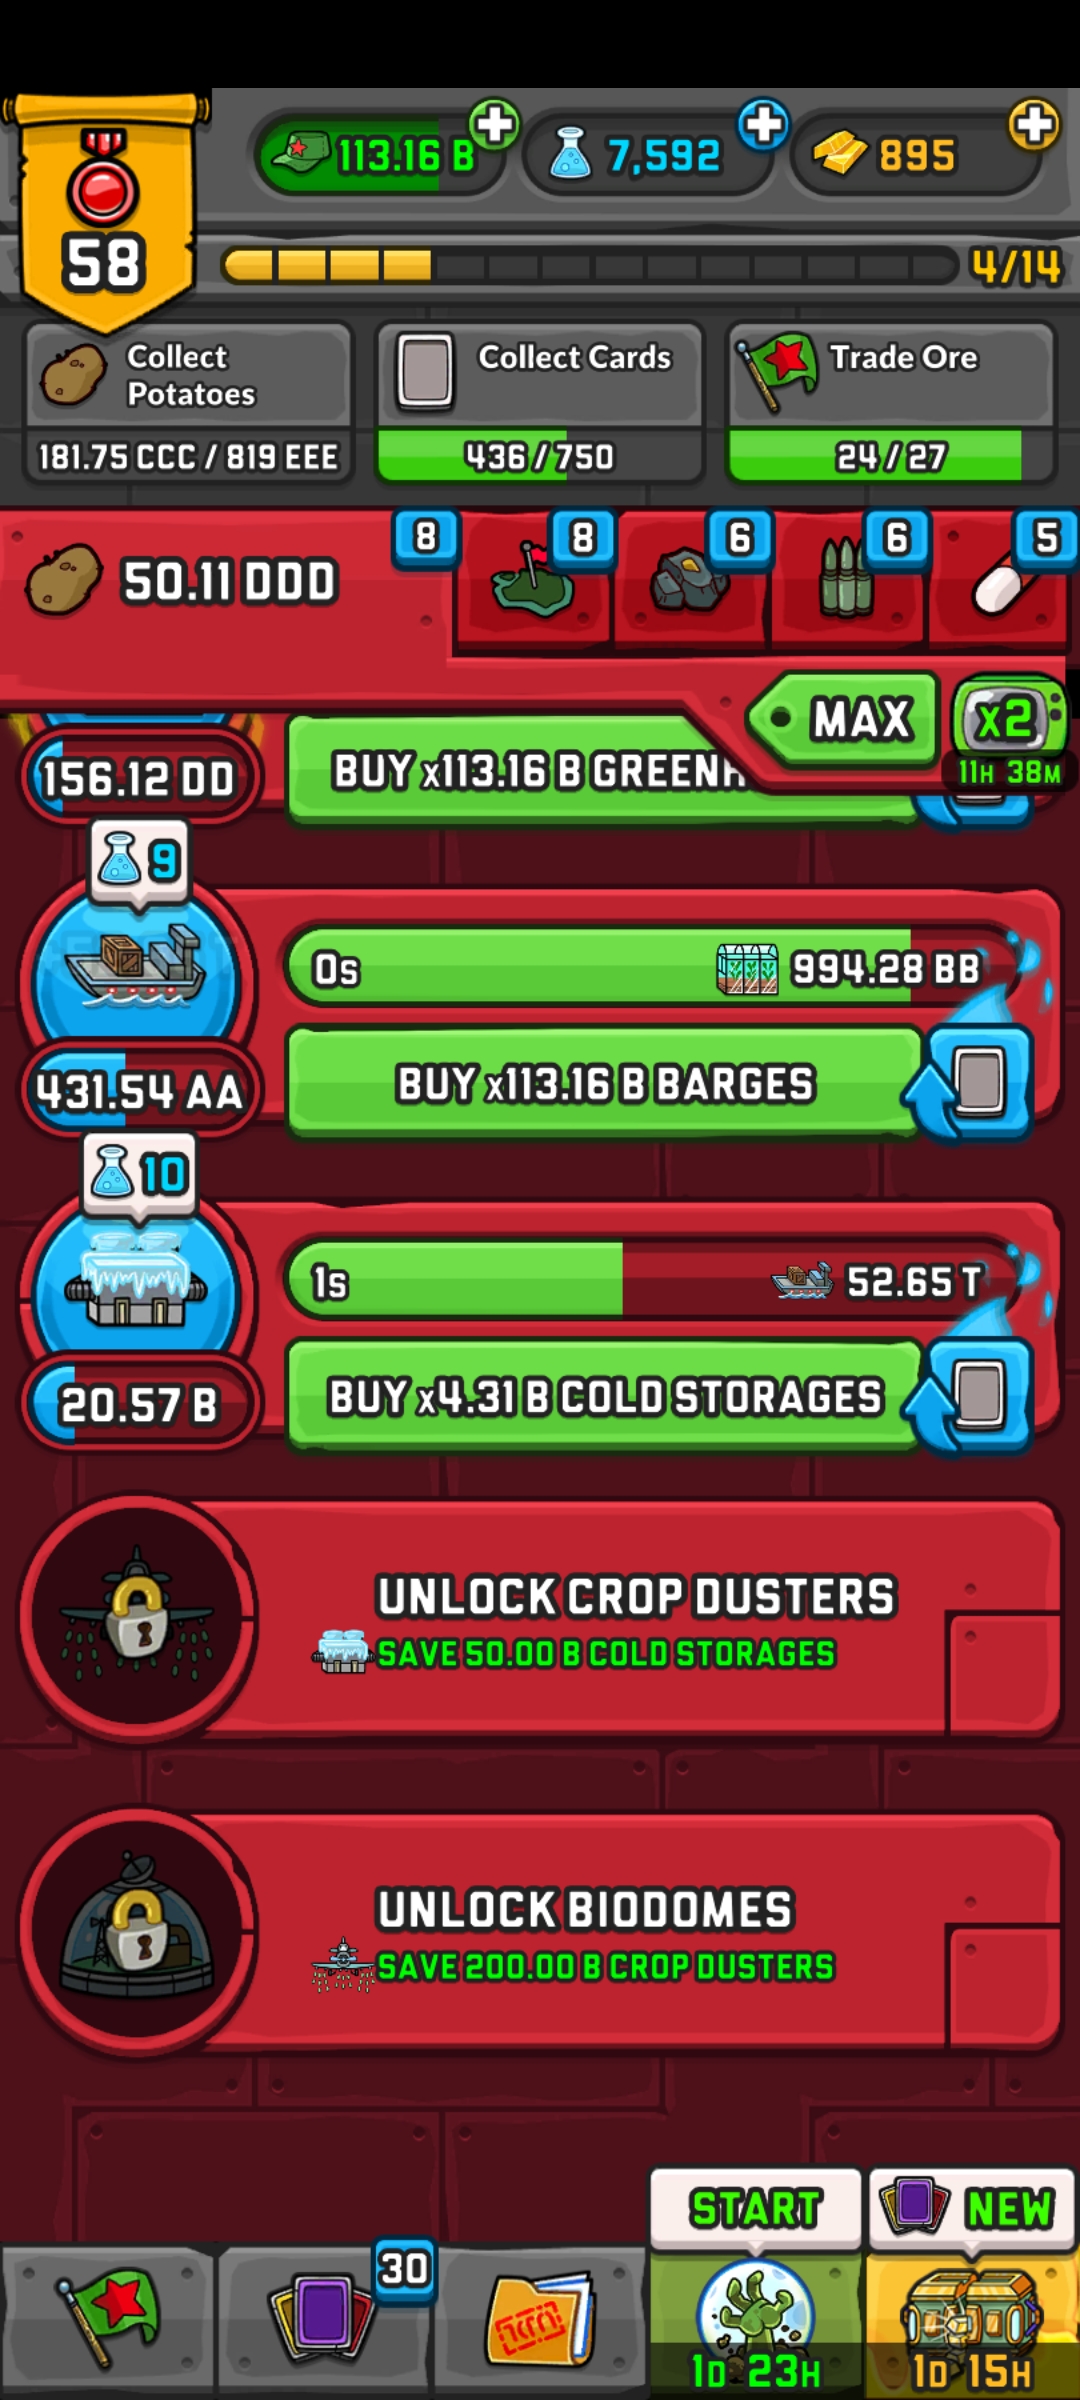 113.16 B
7,592
895
58
4/14
Collect Potatoes
181.75 CCC / 819 EEE
Collect Cards
436 / 750
Trade Ore
24 / 27
50.11 DDD
8
8
6
6
5
MAX
x2
11H 38M
156.12 DD
BUY x113.16 B
9
0s
994.28 BB
431.54 AA
BUY x113.16 B BARGES
10
1s
52.65 T
20.57 B
BUY x4.31 B COLD STORAGES
UNLOCK CROP DUSTERS
SAVE 50.00 B COLD STORAGES
UNLOCK BIODOMES
SAVE 200.00 B CROP DUSTERS
START
NEW
30
1D 23H
1D 15H